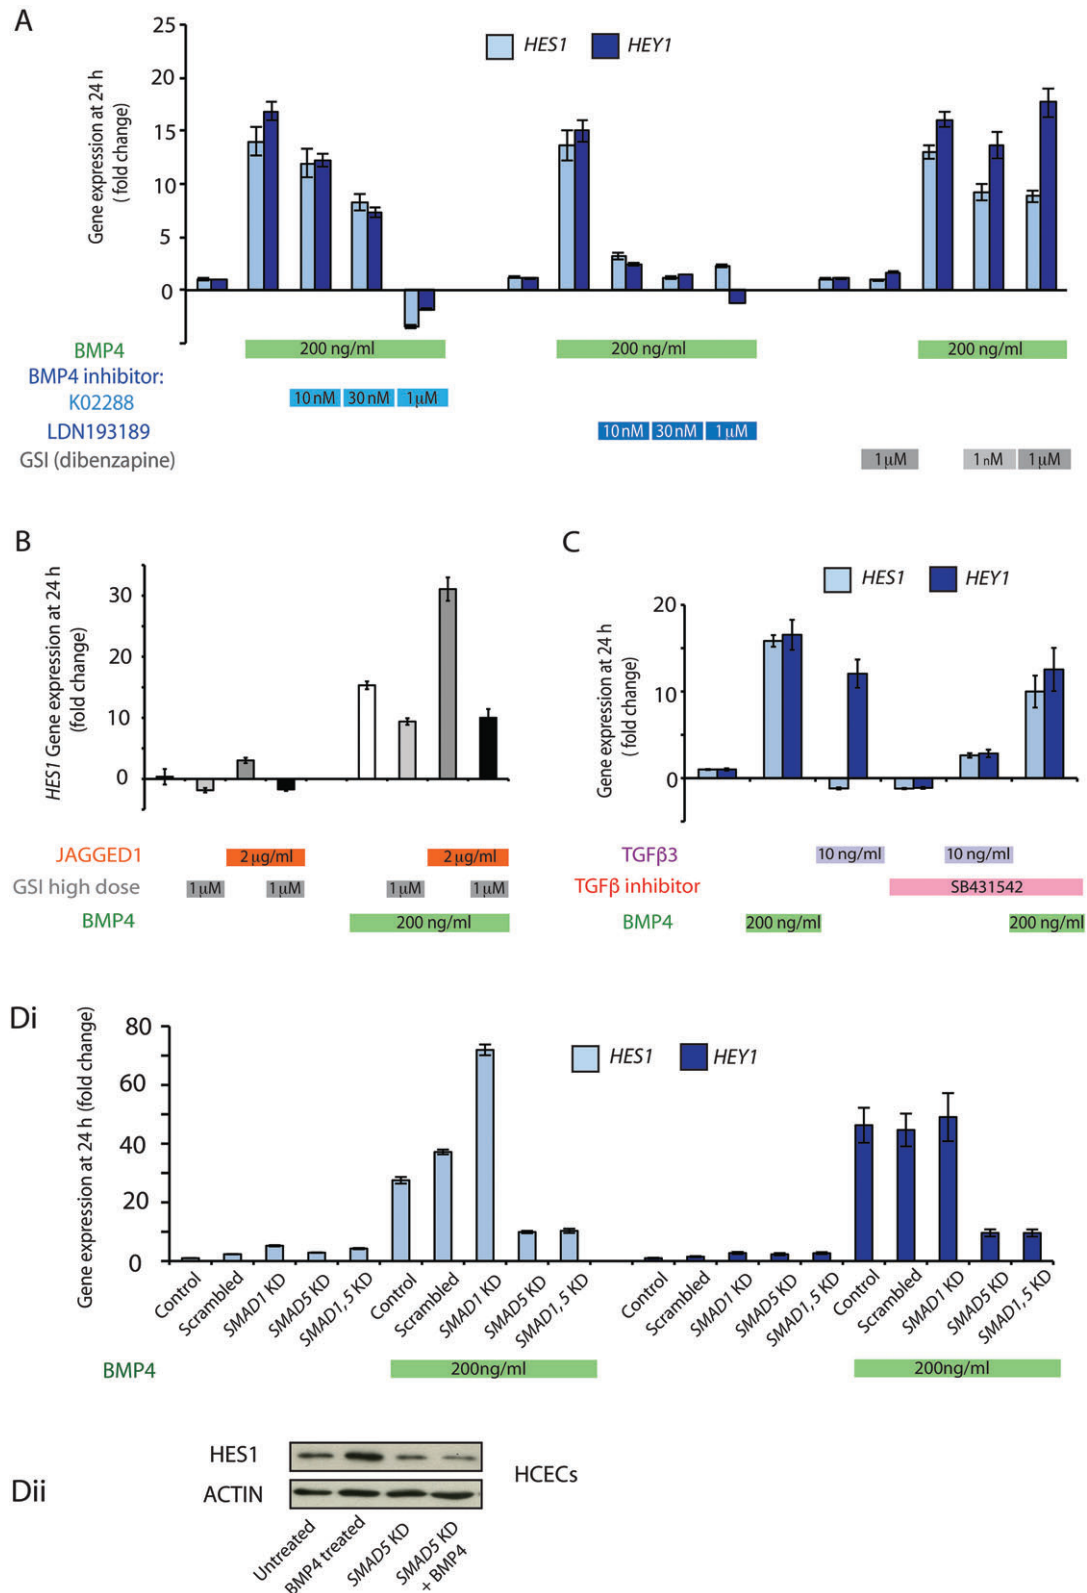 A
25
20
15
10
5
0
Gene expression at 24 h
( fold change)
HES1 HEY1
BMP4 200 ng/ml 200 ng/ml 200 ng/ml
BMP4 inhibitor:
K02288 10 nM 30 nM 1μM
LDN193189 10 nM 30 nM 1 μM
GSI (dibenzapine) 1 μM 1 nM 1 μM
B
HES1 Gene expression at 24 h
(fold change)
30
20
10
0
JAGGED1 2 μg/ml 2 μg/ml
GSI high dose 1 μM 1 μM 1 μM 1 μM
BMP4 200 ng/ml
C
HES1 HEY1
Gene expression at 24 h
( fold change)
20
10
0
TGFβ3 10 ng/ml 10 ng/ml
TGFβ inhibitor SB431542
BMP4 200 ng/ml 200 ng/ml
Di
Gene expression at 24 h (fold change)
80
60
40
20
0
HES1 HEY1
Control Scrambled SMAD1 KD SMAD5 KD SMAD1,5 KD Control Scrambled SMAD1 KD SMAD5 KD SMAD1,5 KD Control Scrambled SMAD1 KD SMAD5 KD SMAD1,5 KD Control Scrambled SMAD1 KD SMAD5 KD SMAD1,5 KD
BMP4 200ng/ml 200ng/ml
Dii
HES1
ACTIN
HCECs
Untreated
BMP4 treated
SMAD5 KD
SMAD5 KD
+ BMP4